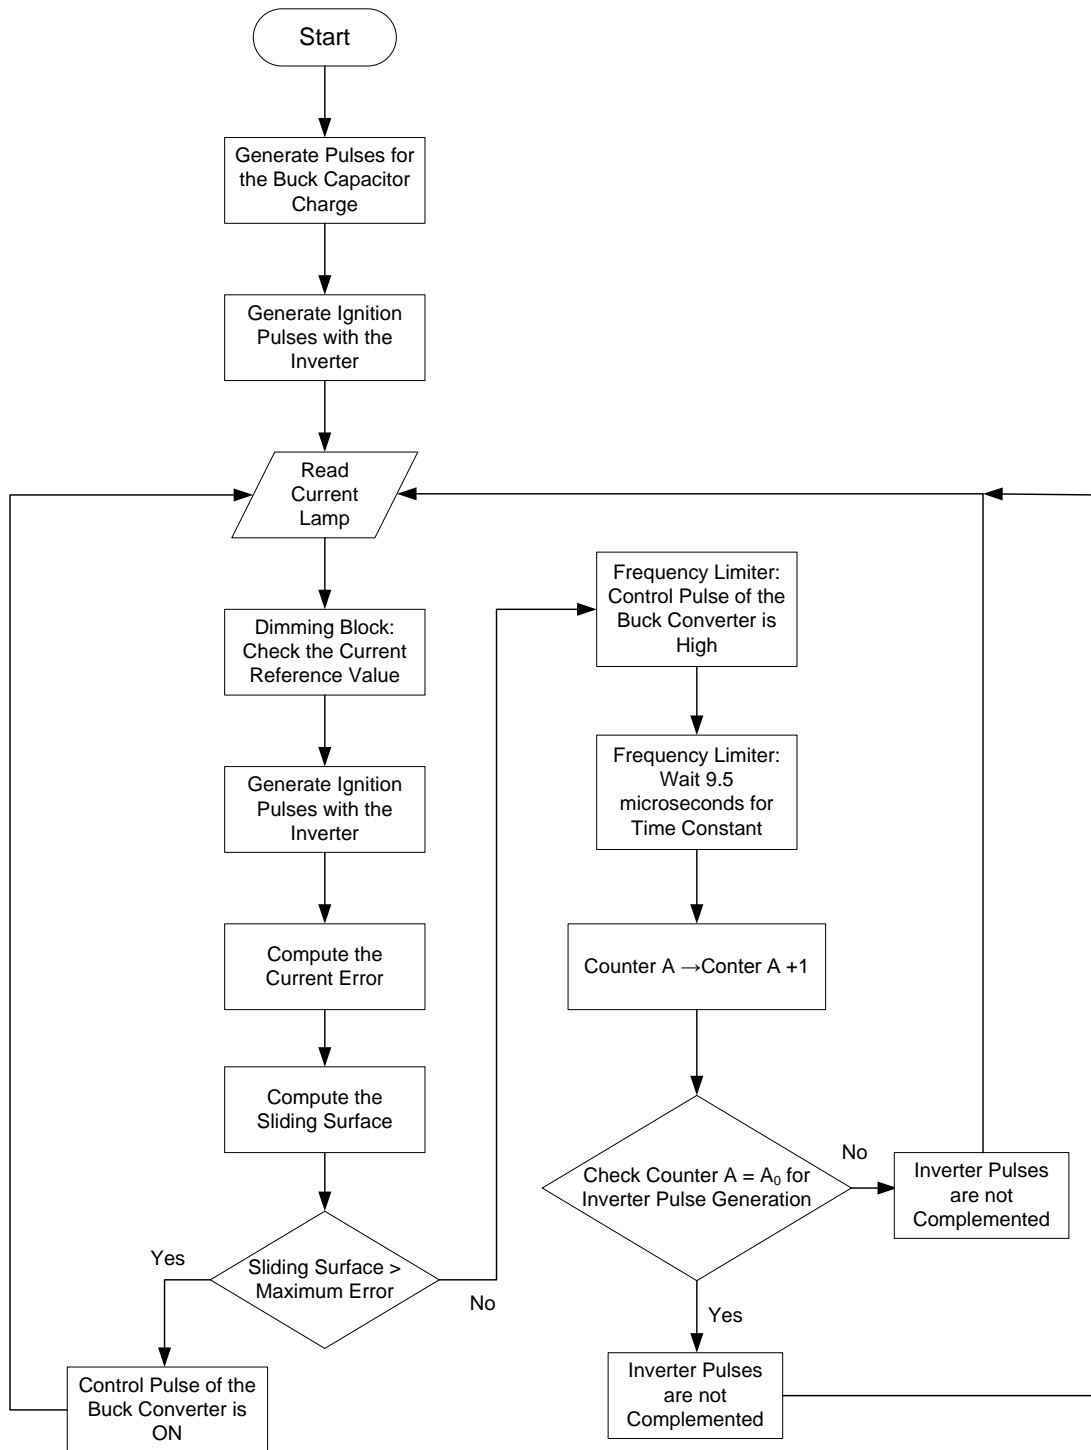 Start
Generate Pulses for
the Buck Capacitor
Charge
Generate Ignition
Pulses with the
Inverter
Read
Current
Lamp
Dimming Block:
Check the Current
Reference Value
Generate Ignition
Pulses with the
Inverter
Compute the
Current Error
Compute the
Sliding Surface
Sliding Surface >
Maximum Error
Yes
No
Control Pulse of the
Buck Converter is
ON
Frequency Limiter:
Control Pulse of the
Buck Converter is
High
Frequency Limiter:
Wait 9.5
microseconds for
Time Constant
Counter A →Conter A +1
Check Counter A = A₀ for
Inverter Pulse Generation
No
Inverter Pulses
are not
Complemented
Yes
Inverter Pulses
are not
Complemented